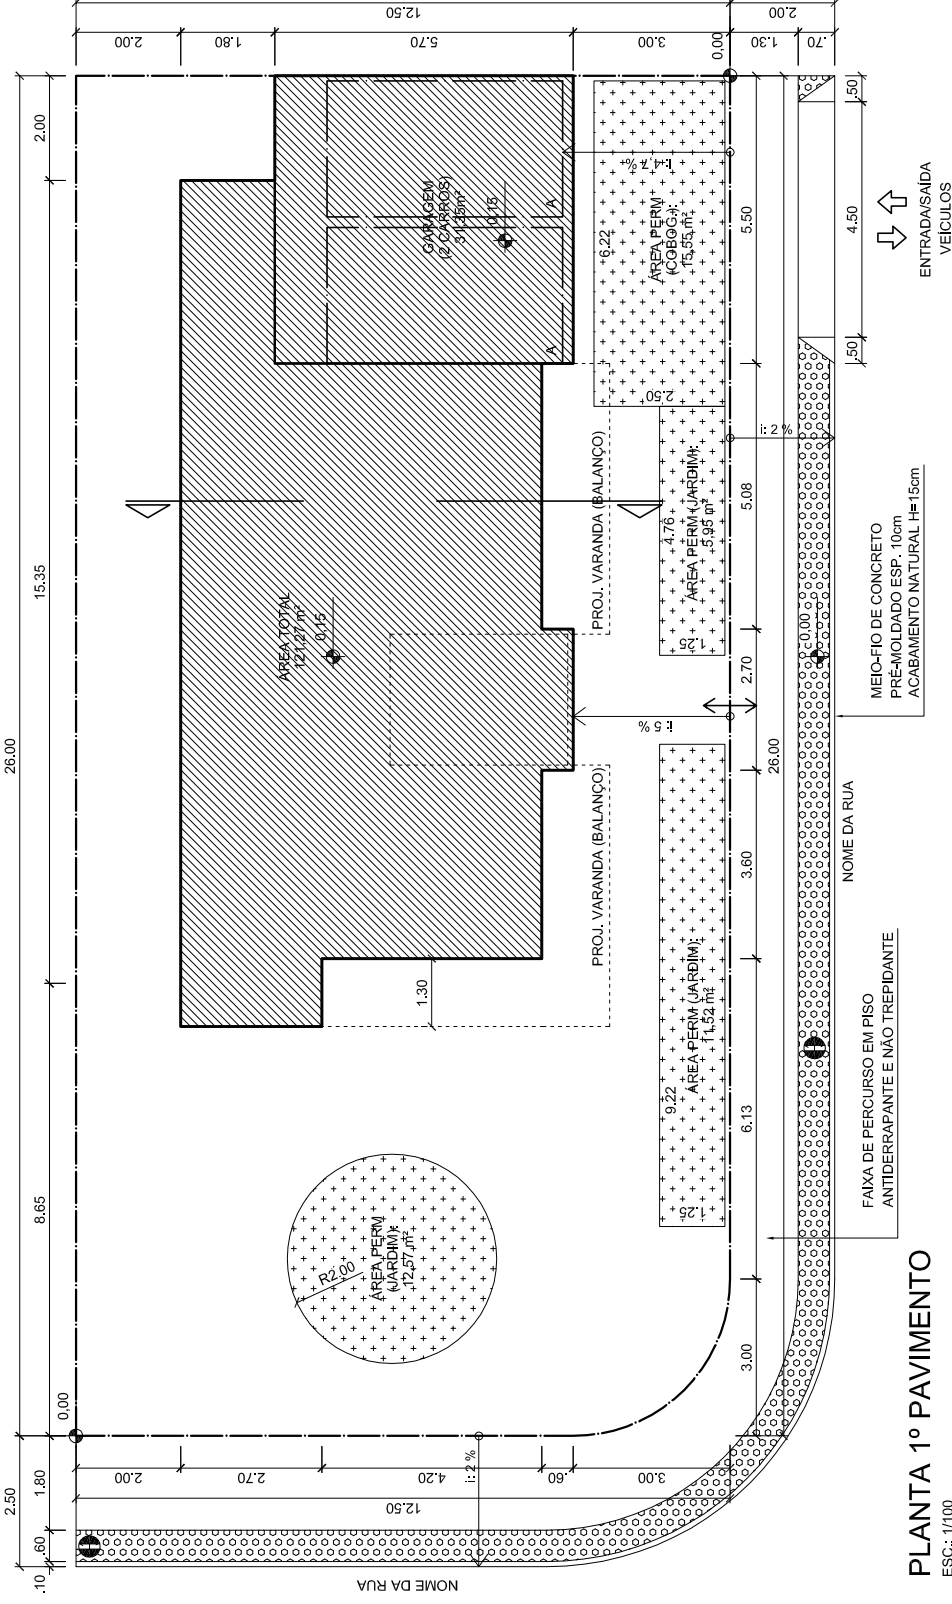 12.50
2.00
2.00
1.80
5.70
3.00
1.30
.70
0,00
26.00
2.00
15.35
8.65
2.50
1.80
.60
.10
0,00
GARAGEM
(2 CARROS)
31,35m²
0,15
A
A
i:
6.22
ÁREA PERM
15,55 m²
2.50
5.50
.50
4.50
.50
ENTRADA/SAÍDA
VEÍCULOS
ÁREA TOTAL
121,27 m²
0,15
PROJ. VARANDA (BALANÇO)
4.76
ÁREA PERM (JARDIM):
5,95 m²
1.25
5.08
i: 2 %
2.70
i: 5 %
0,00
MEIO-FIO DE CONCRETO
PRÉ-MOLDADO ESP. 10cm
ACABAMENTO NATURAL H=15cm
26.00
3.60
NOME DA RUA
PROJ. VARANDA (BALANÇO)
1.30
9.22
ÁREA PERM (JARDIM):
11,52 m²
1.25
6.13
FAIXA DE PERCURSO EM PISO
ANTIDERRAPANTE E NÃO TREPIDANTE
R2.00
ÁREA PERM
(JARDIM):
12,57 m²
3.00
2.00
2.70
4.20
.60
3.00
12.50
i: 2 %
NOME DA RUA
PLANTA 1º PAVIMENTO
ESC.: 1/100